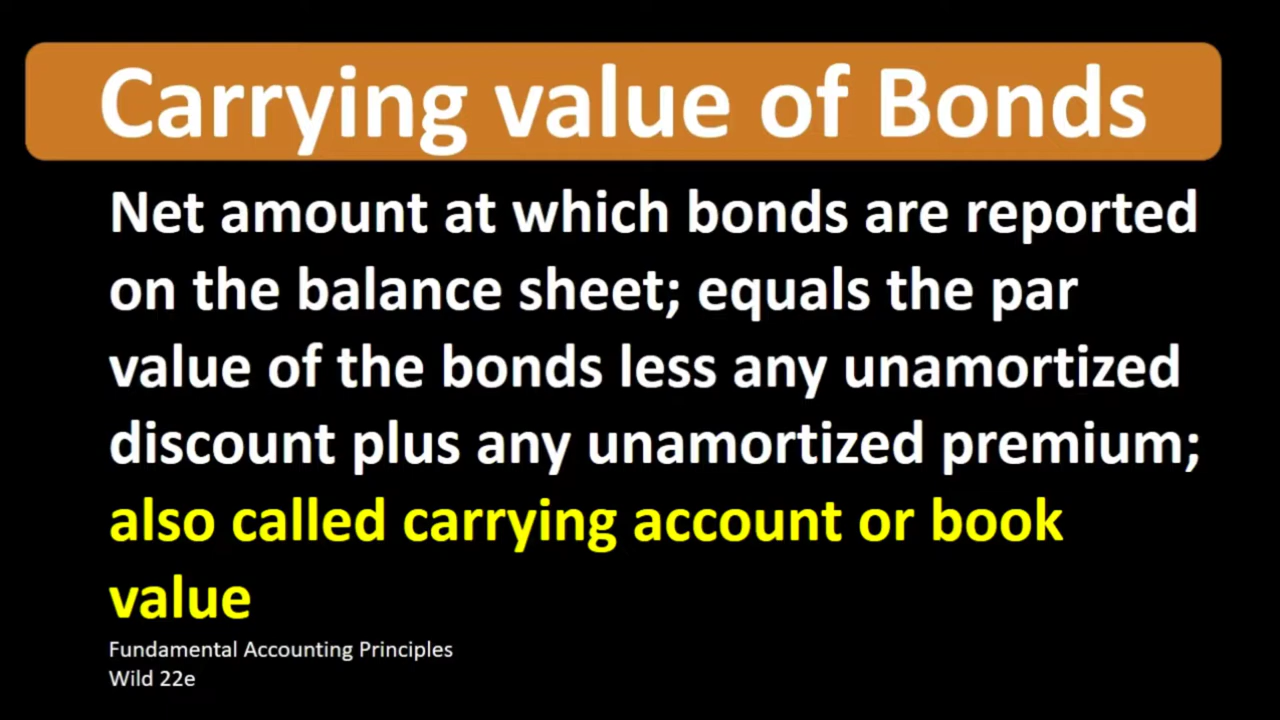 Carrying value of Bonds
Net amount at which bonds are reported
on the balance sheet; equals the par
value of the bonds less any unamortized
discount plus any unamortized premium;
also called carrying account or book
value
Fundamental Accounting Principles
Wild 22e